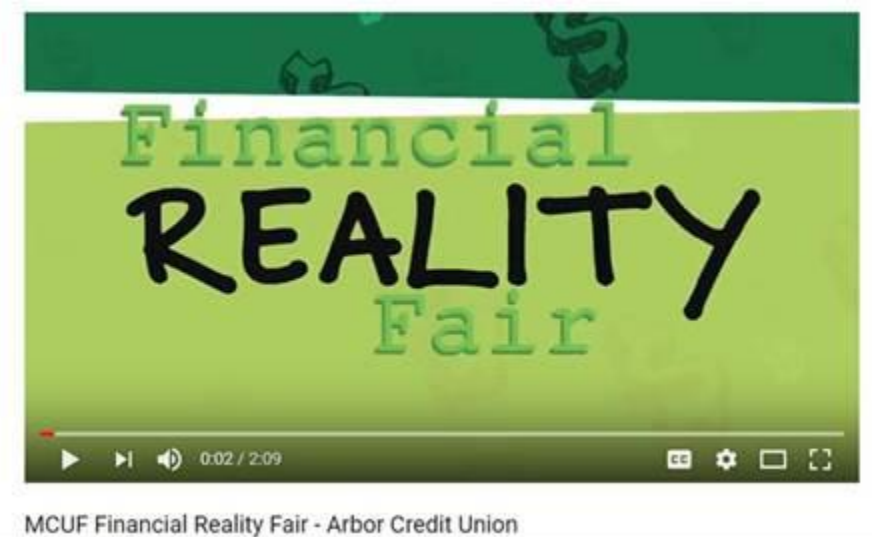 Financial
REALITY
Fair
0:02 / 2:09
CC
MCUF Financial Reality Fair - Arbor Credit Union